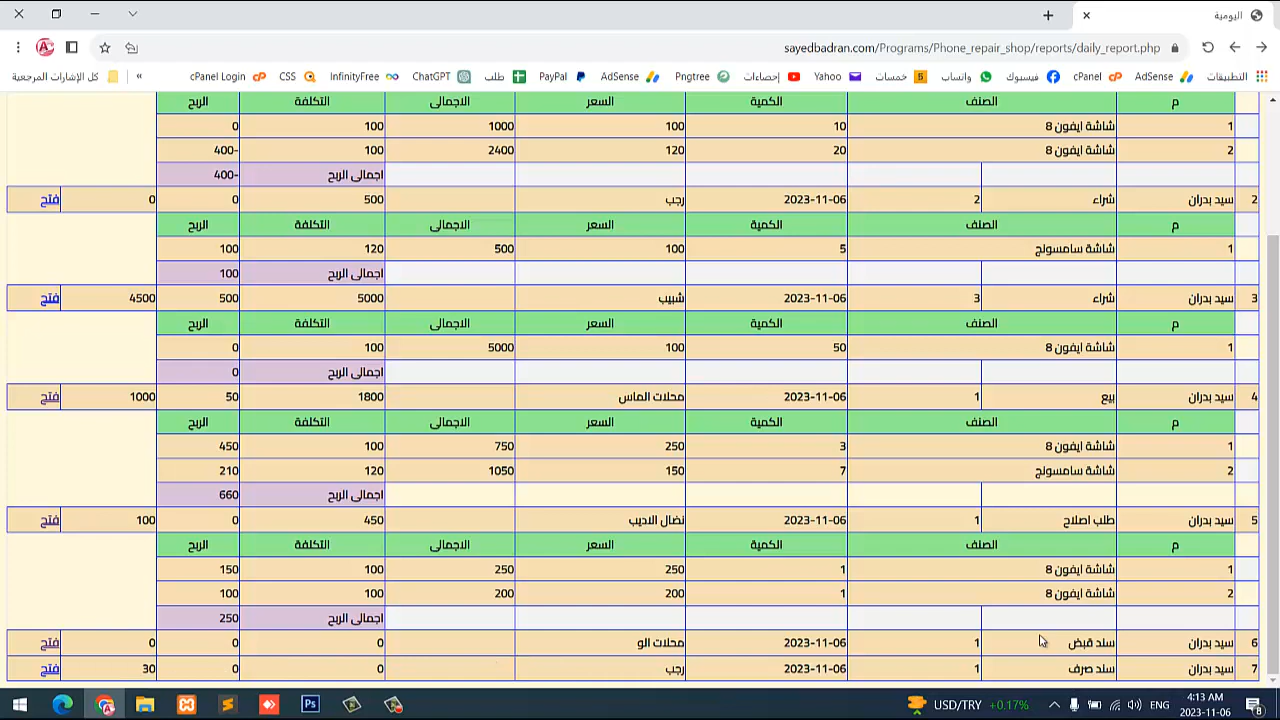 اليومية
sayedbadran.com/Programs/Phone_repair_shop/reports/daily_report.php
التطبيقات AdSense cPanel فيسبوك واتساب خمسات Yahoo إحصاءات Pngtree AdSense PayPal طلب ChatGPT InfinityFree CSS cPanel Login » كل الإشارات المرجعية
م الصنف الكمية السعر الاجمالى التكلفة الربح
1 شاشة ايفون 8 10 100 1000 100 0
2 شاشة ايفون 8 20 120 2400 100 -400
اجمالى الربح -400
2 سيد بدران شراء 2 2023-11-06 رجب 500 0 0 فتح
م الصنف الكمية السعر الاجمالى التكلفة الربح
1 شاشة سامسونج 5 100 500 120 100
اجمالى الربح 100
3 سيد بدران شراء 3 2023-11-06 شبيب 5000 500 4500 فتح
م الصنف الكمية السعر الاجمالى التكلفة الربح
1 شاشة ايفون 8 50 100 5000 100 0
اجمالى الربح 0
4 سيد بدران بيع 1 2023-11-06 محلات الماس 1800 50 1000 فتح
م الصنف الكمية السعر الاجمالى التكلفة الربح
1 شاشة ايفون 8 3 250 750 100 450
2 شاشة سامسونج 7 150 1050 120 210
اجمالى الربح 660
5 سيد بدران طلب اصلاح 1 2023-11-06 نضال الاديب 450 0 100 فتح
م الصنف الكمية السعر الاجمالى التكلفة الربح
1 شاشة ايفون 8 1 250 250 100 150
2 شاشة ايفون 8 1 200 200 100 100
اجمالى الربح 250
6 سيد بدران سند قبض 1 2023-11-06 محلات الو 0 0 0 فتح
7 سيد بدران سند صرف 1 2023-11-06 رجب 0 0 30 فتح
USD/TRY +0.17% ENG 4:13 AM
2023-11-06 8
Ps